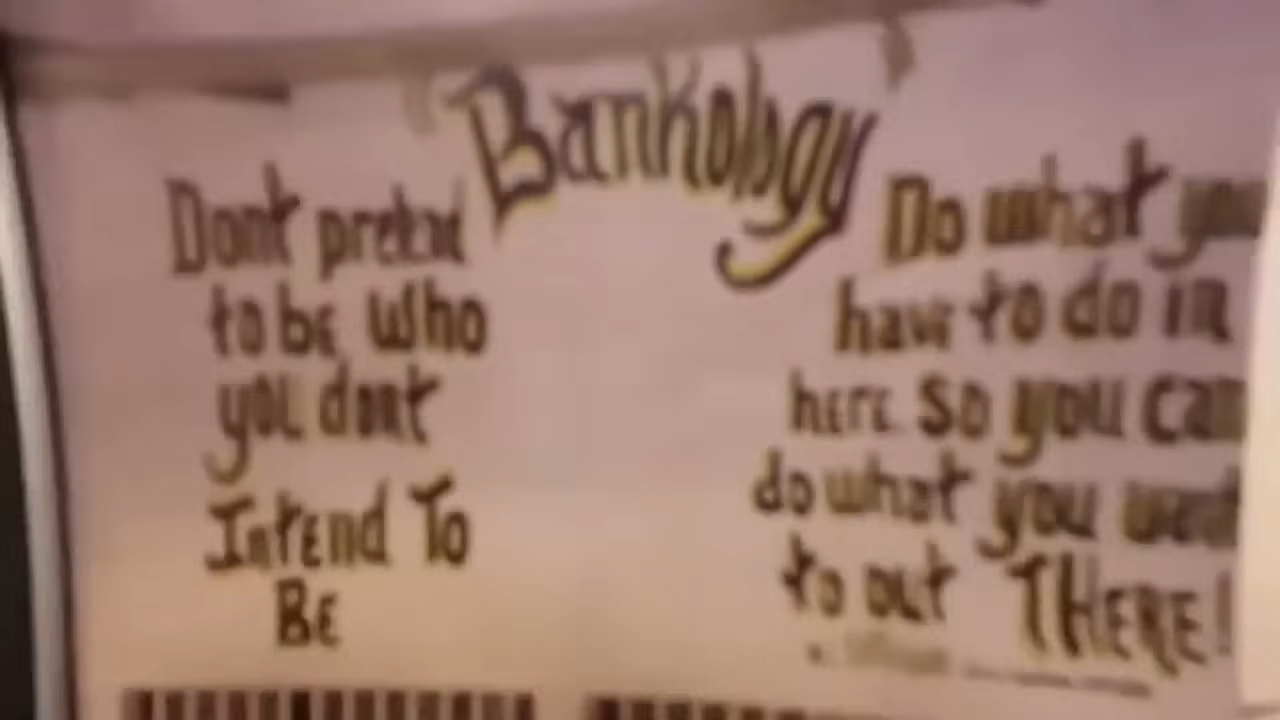 Bankology
Dont pretend
to be who
you dont
Intend To
BE
Do what you
have to do in
here so you can
do what you want
to out THERE!